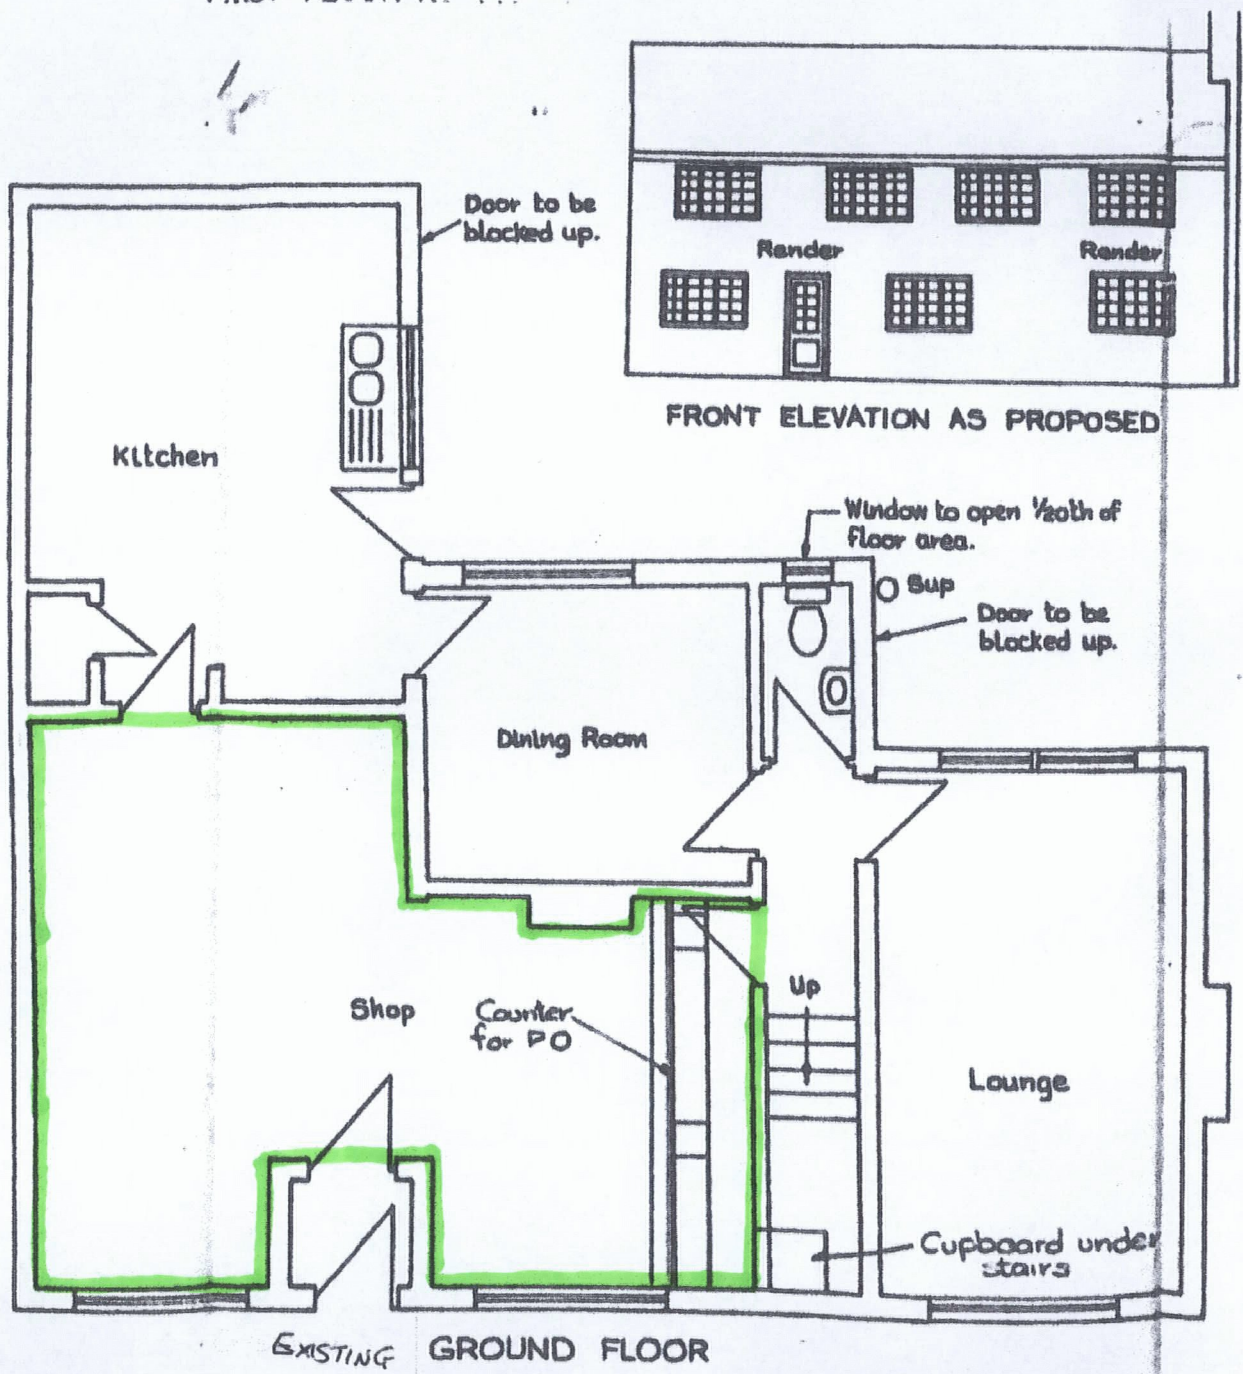 Door to be
blocked up.
Render
Render
FRONT ELEVATION AS PROPOSED
Kitchen
Window to open 1/20th of
floor area.
Sup
Door to be
blocked up.
Dining Room
Shop
Counter
for PO
Up
Lounge
Cupboard under
stairs
EXISTING GROUND FLOOR